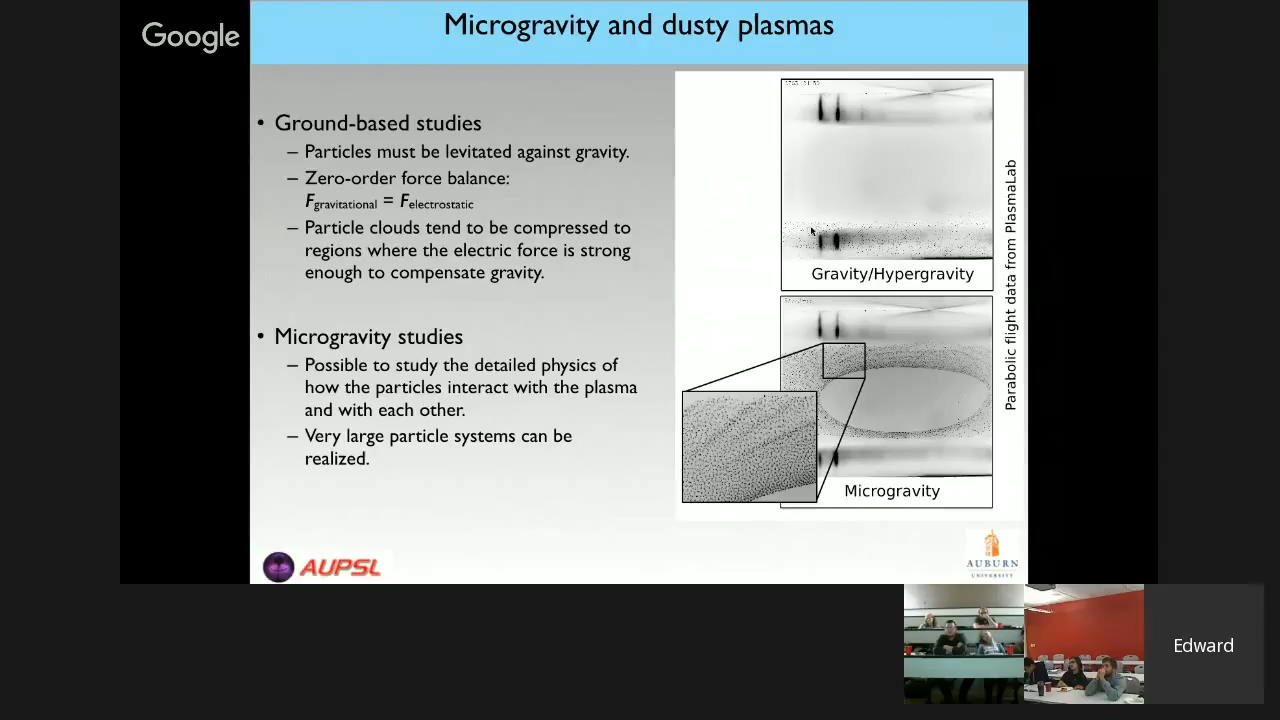 Google
Microgravity and dusty plasmas
• Ground-based studies
– Particles must be levitated against gravity.
– Zero-order force balance:
Fgravitational = Felectrostatic
– Particle clouds tend to be compressed to
regions where the electric force is strong
enough to compensate gravity.
• Microgravity studies
– Possible to study the detailed physics of
how the particles interact with the plasma
and with each other.
– Very large particle systems can be
realized.
Gravity/Hypergravity
Microgravity
Parabolic flight data from PlasmaLab
AUPSL
AUBURN
UNIVERSITY
Edward